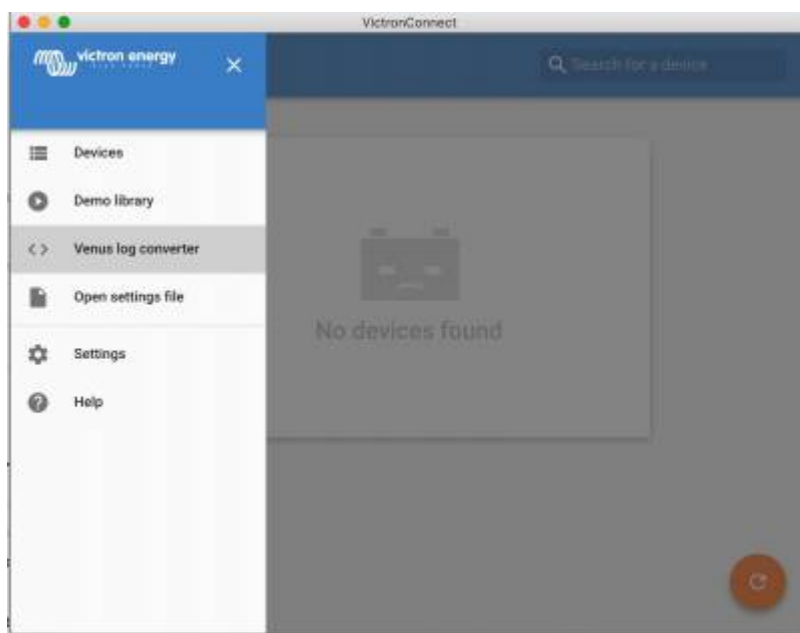 VictronConnect
victron energy
Search for a device
Devices
Demo library
Venus log converter
Open settings file
No devices found
Settings
Help